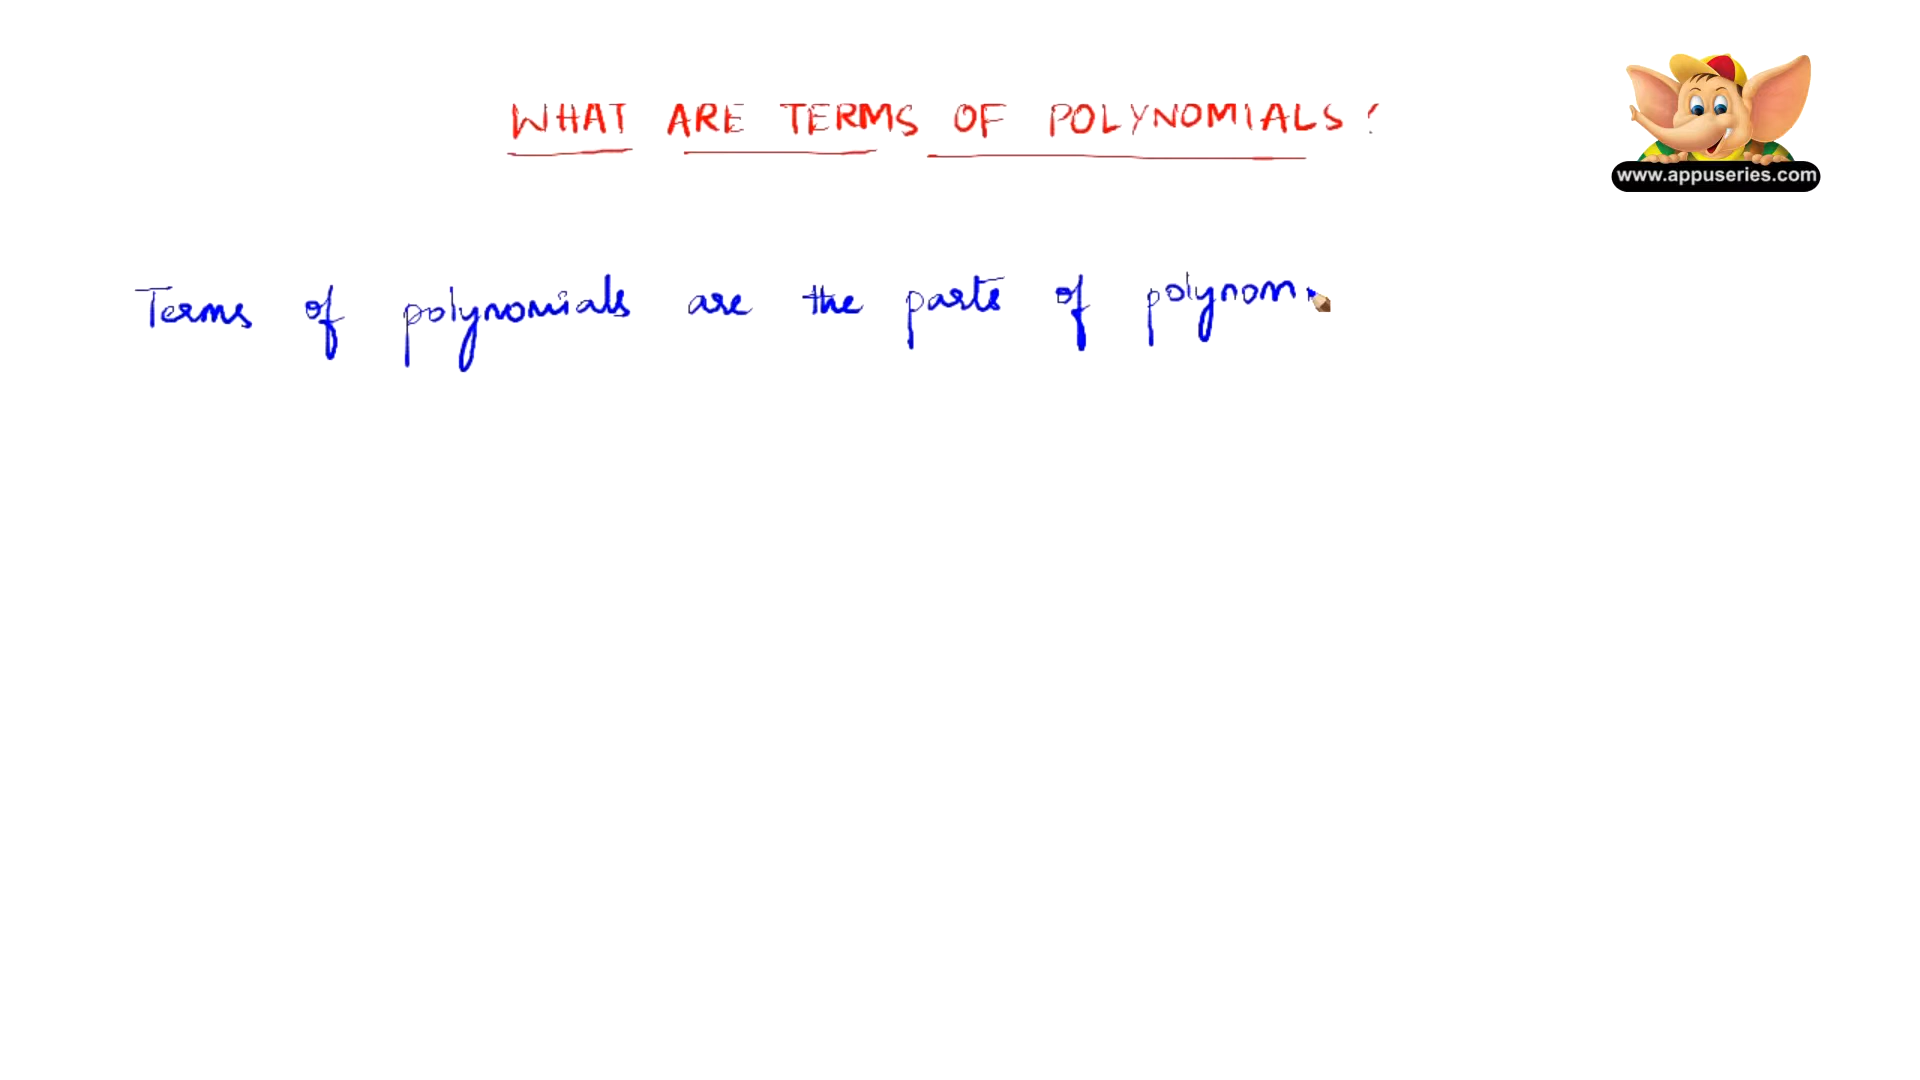 WHAT ARE TERMS OF POLYNOMIALS?
www.appuseries.com
Terms of polynomials are the parts of polynom